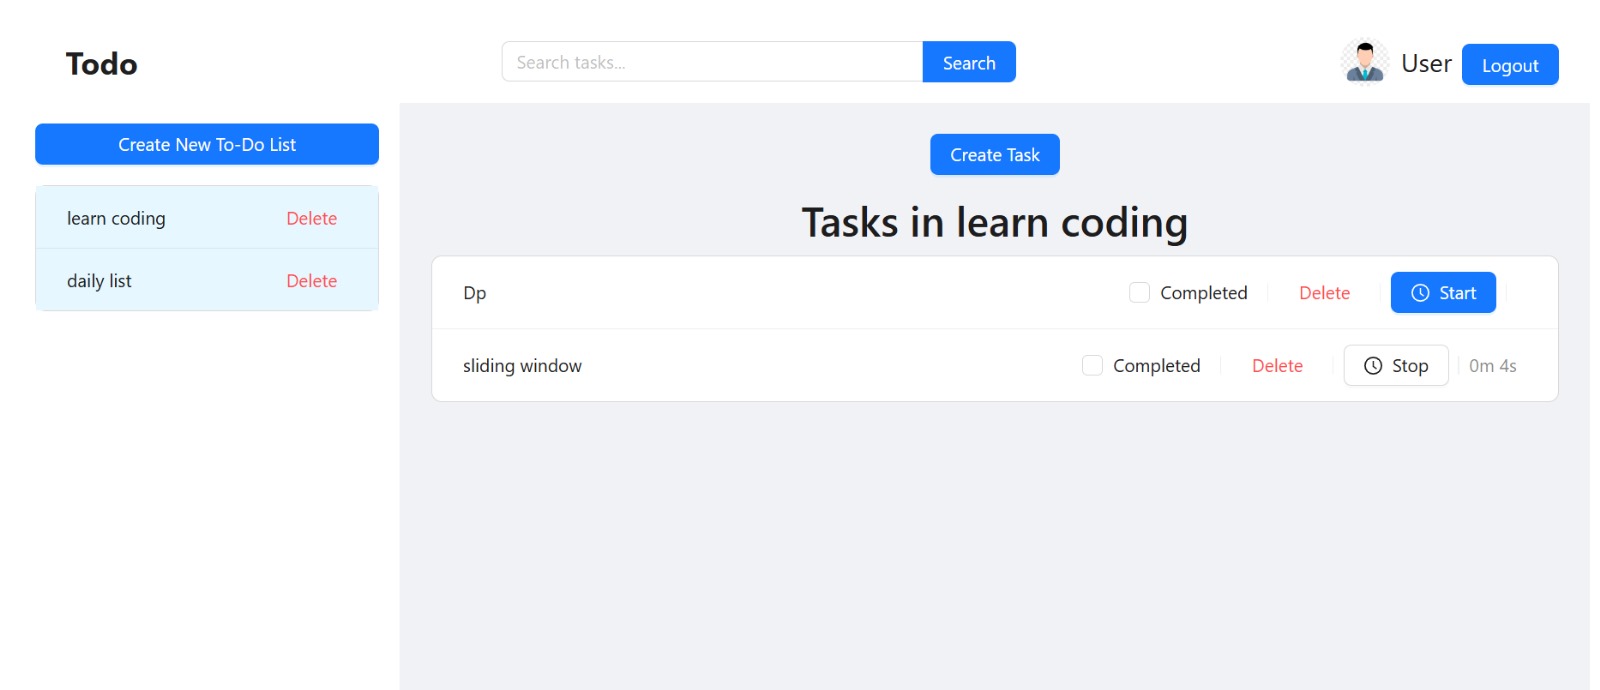 Todo
Search tasks...
Search
User
Logout
Create New To-Do List
learn coding Delete
daily list Delete
Create Task
Tasks in learn coding
Dp Completed Delete Start
sliding window Completed Delete Stop 0m 4s